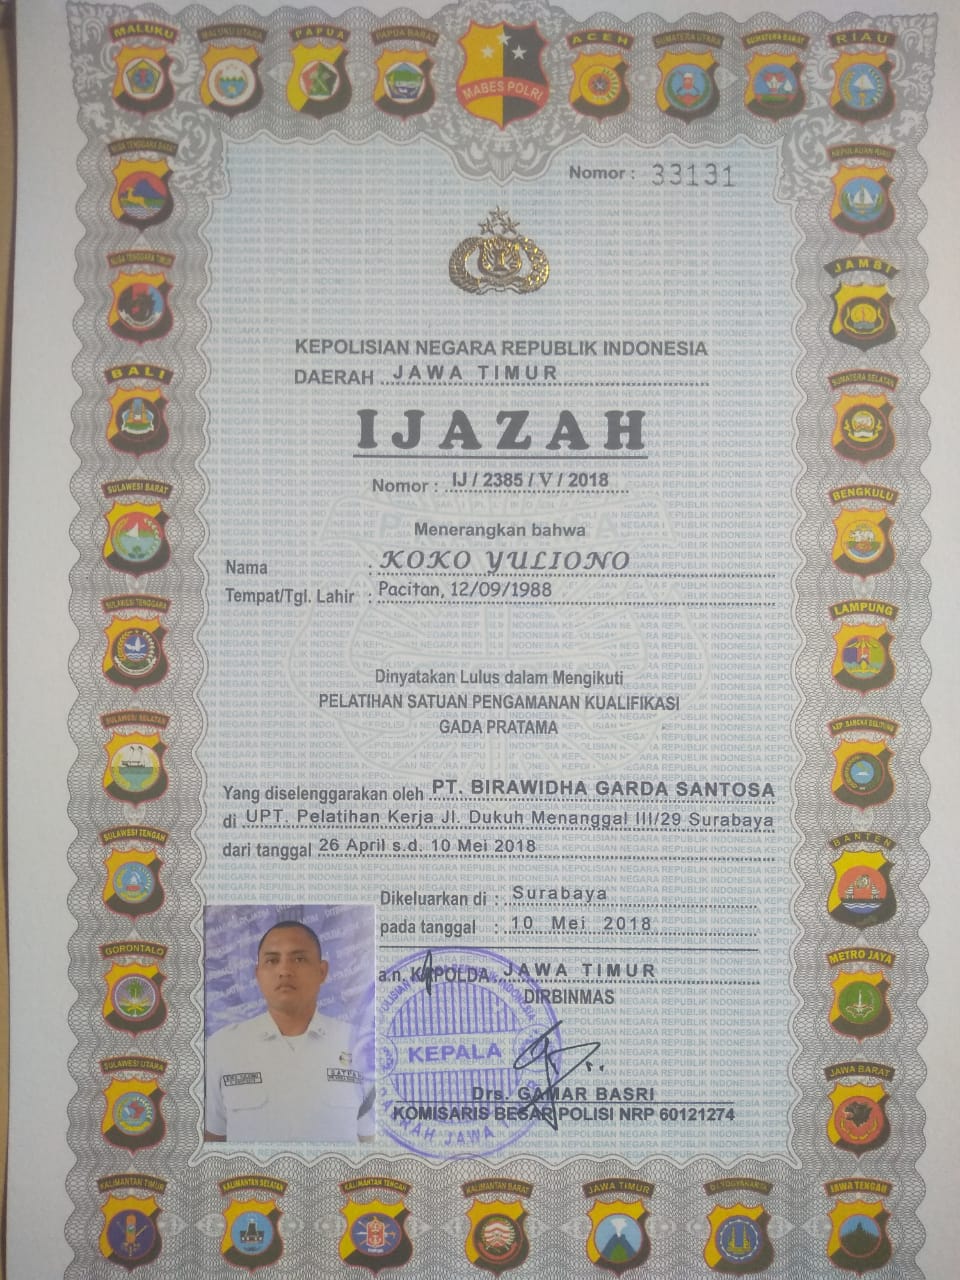 MALUKU
MALUKU UTARA
PAPUA
PAPUA BARAT
MABES POLRI
ACEH
SUMATERA UTARA
SUMATERA BARAT
RIAU
NUSA TENGGARA BARAT
KEPULAUAN RIAU
Nomor : 33131
NUSA TENGGARA TIMUR
JAMBI
KEPOLISIAN NEGARA REPUBLIK INDONESIA
DAERAH JAWA TIMUR
BALI
SUMATERA SELATAN
IJAZAH
Nomor : IJ / 2385 / V / 2018
SULAWESI BARAT
BENGKULU
Menerangkan bahwa
Nama : KOKO YULIONO
Tempat/Tgl. Lahir : Pacitan, 12/09/1988
SULAWESI TENGGARA
LAMPUNG
Dinyatakan Lulus dalam Mengikuti
PELATIHAN SATUAN PENGAMANAN KUALIFIKASI
GADA PRATAMA
SULAWESI SELATAN
KEP. BANGKA BELITUNG
Yang diselenggarakan oleh PT. BIRAWIDHA GARDA SANTOSA
di UPT. Pelatihan Kerja Jl. Dukuh Menanggal III/29 Surabaya
dari tanggal 26 April s.d. 10 Mei 2018
SULAWESI TENGAH
BANTEN
Dikeluarkan di : Surabaya
pada tanggal : 10 Mei 2018
GORONTALO
METRO JAYA
a.n. KAPOLDA JAWA TIMUR
DIRBINMAS
KEPALA
Drs. GAMAR BASRI
KOMISARIS BESAR POLISI NRP 60121274
SULAWESI UTARA
JAWA BARAT
KALIMANTAN TIMUR
KALIMANTAN SELATAN
KALIMANTAN TENGAH
KALIMANTAN BARAT
JAWA TIMUR
D.I. YOGYAKARTA
JAWA TENGAH